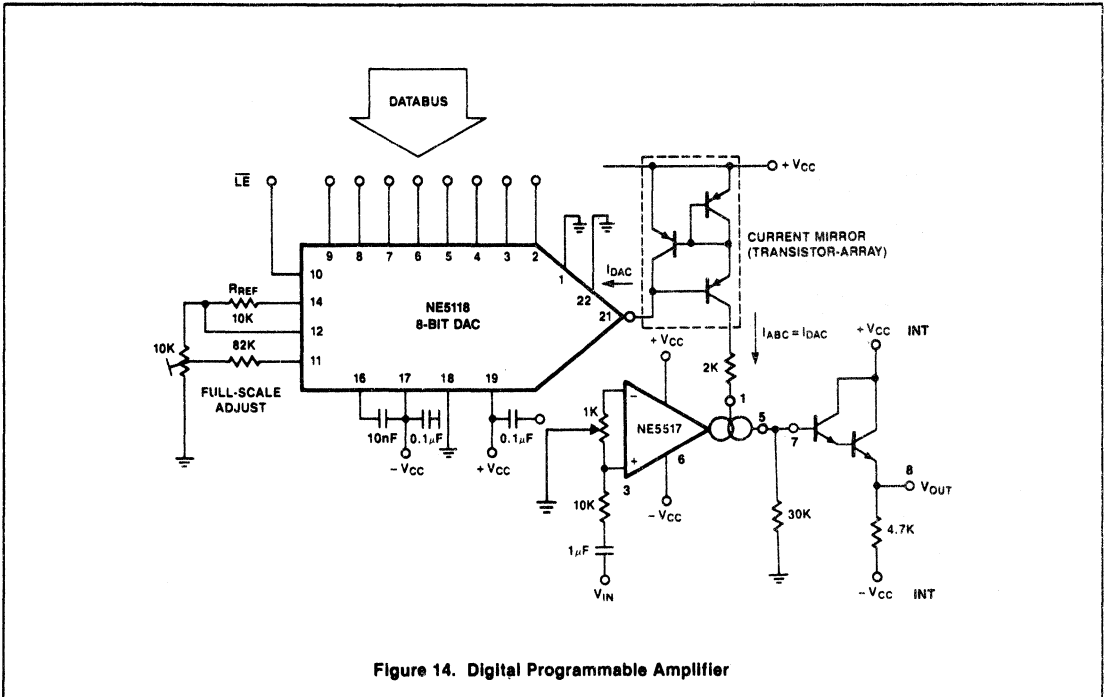 DATABUS
LE
+ VCC
9 8 7 6 5 4 3 2
1
22
10
14
12
11
RREF
10K
10K
82K
FULL-SCALE
ADJUST
NE5118
8-BIT DAC
21
IDAC
CURRENT MIRROR
(TRANSISTOR-ARRAY)
IABC = IDAC
16 17 18 19
10nF
0.1µF
0.1µF
− VCC
+ VCC
+ VCC
2K
1
1K
−
NE5517
+
3
6
5
7
+ VCC INT
8
VOUT
10K
− VCC
30K
4.7K
1µF
VIN
− VCC INT
Figure 14. Digital Programmable Amplifier